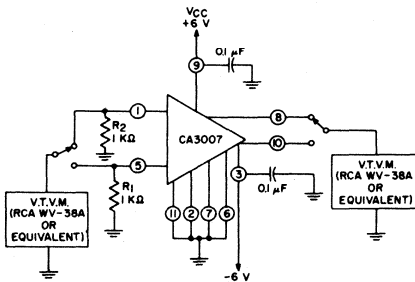 VCC
+6 V
0.1 µF
9
1
R2
1 KΩ
CA3007
8
10
5
R1
1 KΩ
3
0.1 µF
11
2
7
6
V.T.V.M.
(RCA WV-38A
OR
EQUIVALENT)
V.T.V.M.
(RCA WV-38A
OR
EQUIVALENT)
-6 V